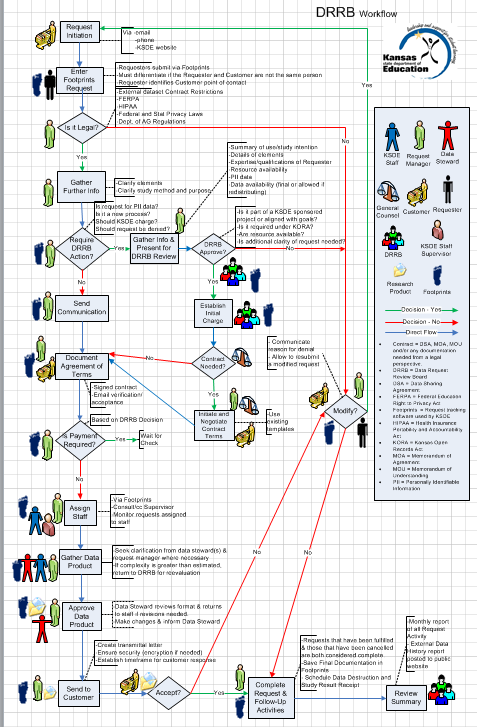 DRRB Workflow
Request
Initiation
Via -email
-phone
-KSDE website
Kansas
state department of
Education
Yes
Enter
Footprints
Request
-Requesters submit via Footprints
-Must differentiate if the Requestor and Customer are not the same person
-Requester identifies Customer point of contact
-External dataset Contract Restrictions
-FERPA
-HIPAA
-Federal and Stat Privacy Laws
-Dept. of AG Regulations
Is it Legal?
No
Yes
-Summary of use/study intention
-Details of elements
-Expertise/qualifications of Requester
-Resource availability
-PII data
-Data availability (final or allowed if
redistributing)
Gather
Further Info
-Clarify elements
-Clarify study method and purpose
-Is request for PII data?
-Is it a new process?
-Should KSDE charge?
-Should request be denied?
-Is it part of a KSDE sponsored
project or aligned with goals?
-Is it required under KORA?
-Are resource available?
-Is additional clarity of request needed?
Require
DRRB
Action?
Yes
Gather Info &
Present for
DRRB Review
DRRB
Approve?
No
No
Yes
Send
Communication
Establish
Initial
Charge
Document
Agreement of
Terms
No
Contract
Needed?
- Communicate
reason for denial
- Allow to resubmit
a modified request
-Signed contract
-Email verification/
acceptance
Yes
Initiate and
Negotiate
Contract
Terms
-Use
existing
templates
Modify?
-Based on DRRB Decision
Is Payment
Required?
Yes
-Wait for
Check
No
Assign
Staff
-Via Footprints
-Consult/cc Supervisor
-Monitor requests assigned
to staff
Gather Data
Product
-Seek clarification from data steward(s) &
request manager where necessary
-If complexity is greater than estimated,
return to DRRB for reevaluation
No
No
Approve
Data
Product
-Data Steward reviews format & returns
to staff if revisions needed.
-Make changes & inform Data Steward
-Create transmittal letter
-Ensure security (encryption if needed)
-Establish timeframe for customer response
Send to
Customer
Accept?
Yes
Complete
Request &
Follow-Up
Activities
-Requests that have been fulfilled
& those that have been cancelled
are both considered complete.
-Save Final Documentation in
Footprints
- Schedule Data Destruction and
Study Result Receipt
-Monthly report
of all Request
Activity
- External Data
History report
posted to public
website
Review
Summary
KSDE
Staff
Request
Manager
Data
Steward
General
Counsel
Customer
Requester
DRRB
KSDE Staff
Supervisor
Research
Product
Footprints
Decision - Yes
Decision - No
Direct Flow
Contract = DSA, MOA, MOU
and/or any documentation
needed from a legal
perspective.
DRRB = Data Request
Review Board
DSA = Data Sharing
Agreement
FERPA = Federal Education
Right to Privacy Act
Footprints = Request tracking
software used by KSDE
HIPAA = Health Insurance
Portability and Accountability
Act
KORA = Kansas Open
Records Act
MOA = Memorandum of
Agreement
MOU = Memorandum of
Understanding
PII = Personally Identifiable
Information